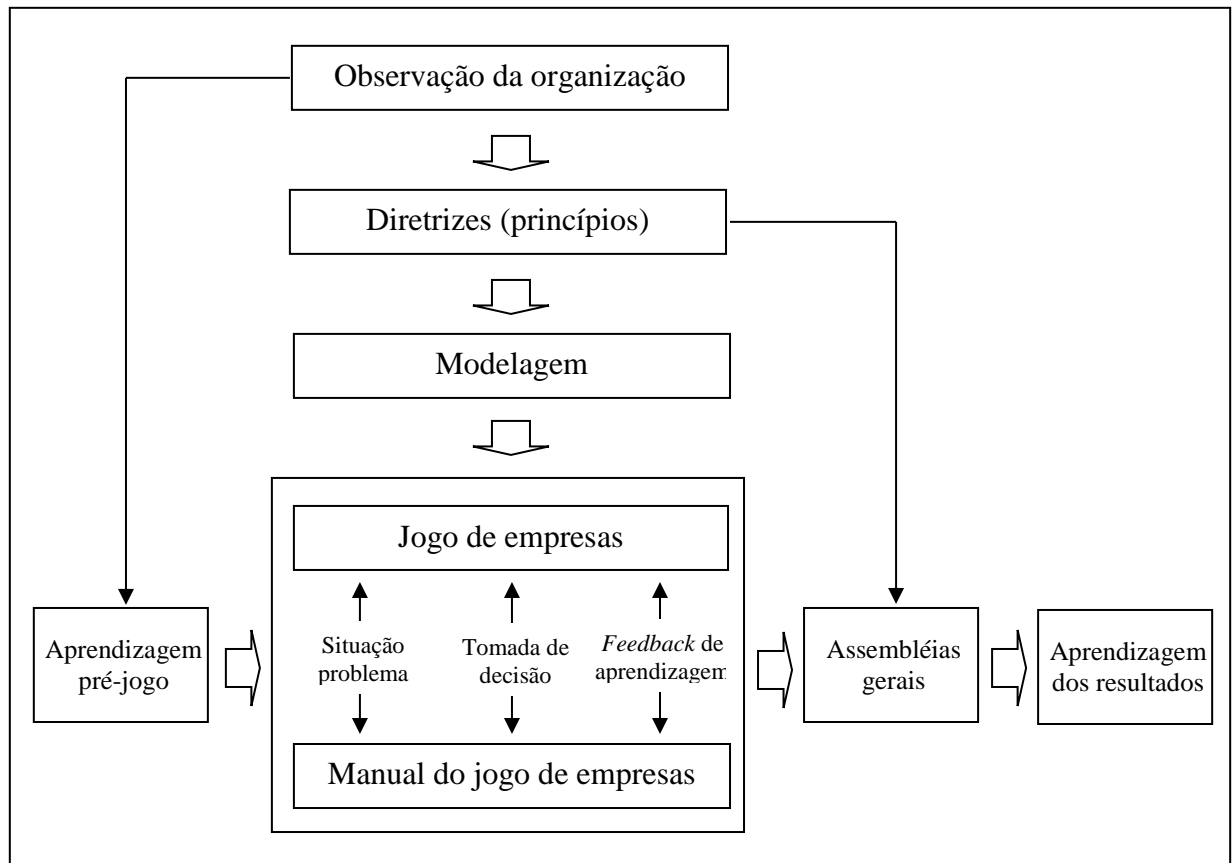 Observação da organização
Diretrizes (princípios)
Modelagem
Jogo de empresas
Aprendizagem
pré-jogo
Situação
problema
Tomada de
decisão
Feedback de
aprendizagem
Assembléias
gerais
Aprendizagem
dos resultados
Manual do jogo de empresas